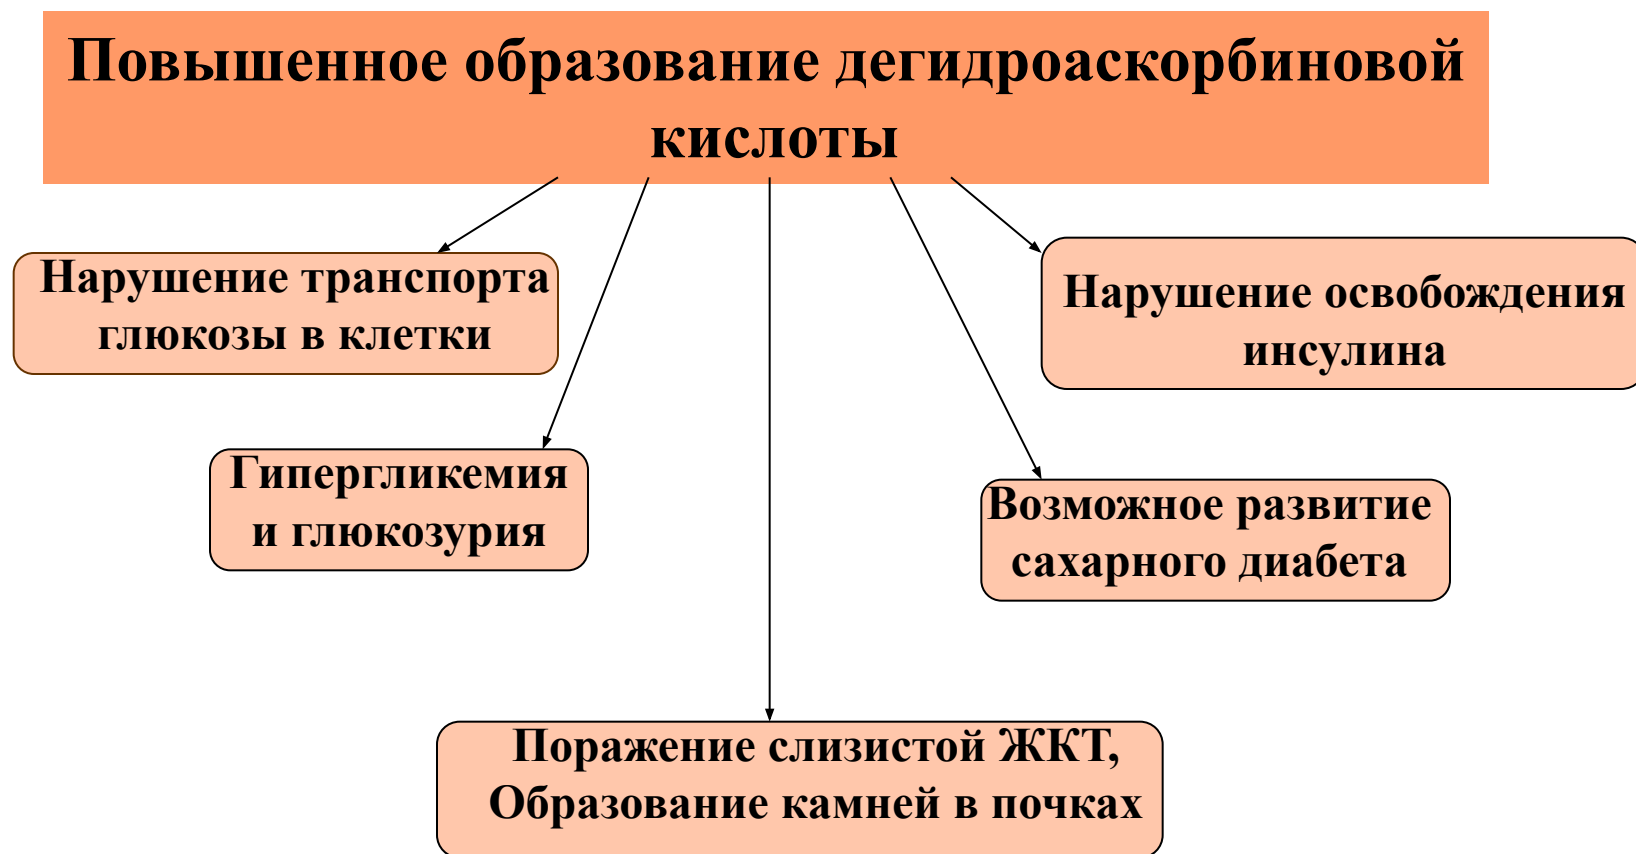 Повышенное образование дегидроаскорбиновой
кислоты
Нарушение транспорта
глюкозы в клетки
Нарушение освобождения
инсулина
Гипергликемия
и глюкозурия
Возможное развитие
сахарного диабета
Поражение слизистой ЖКТ,
Образование камней в почках